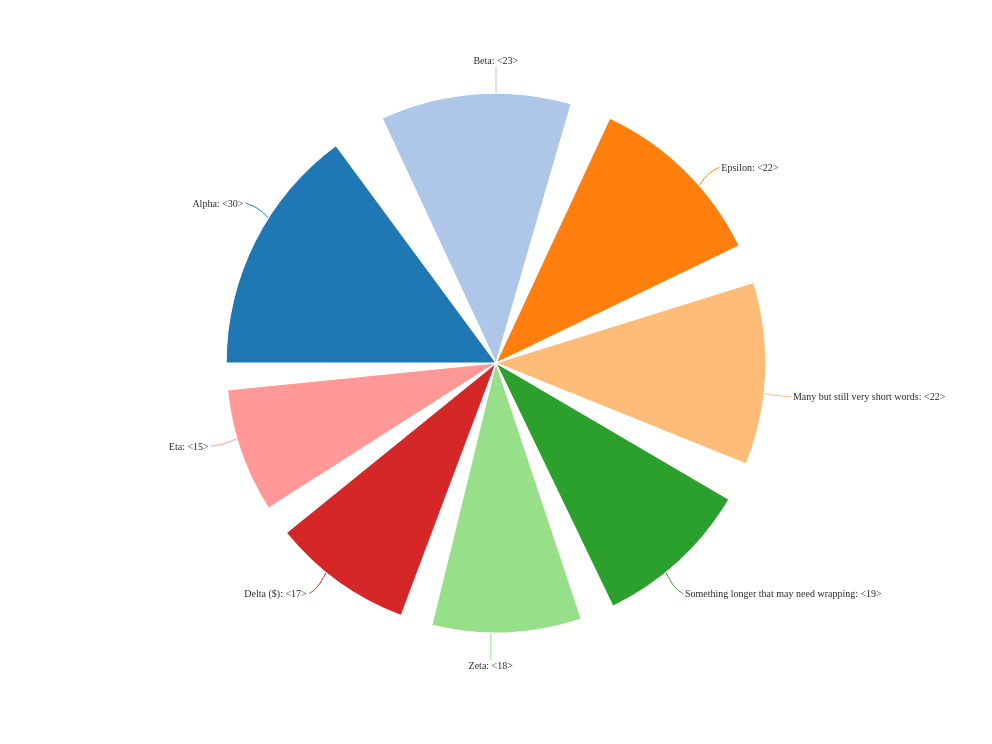 Beta: <23>
Epsilon: <22>
Alpha: <30>
Many but still very short words: <22>
Eta: <15>
Delta ($): <17>
Something longer that may need wrapping: <19>
Zeta: <18>